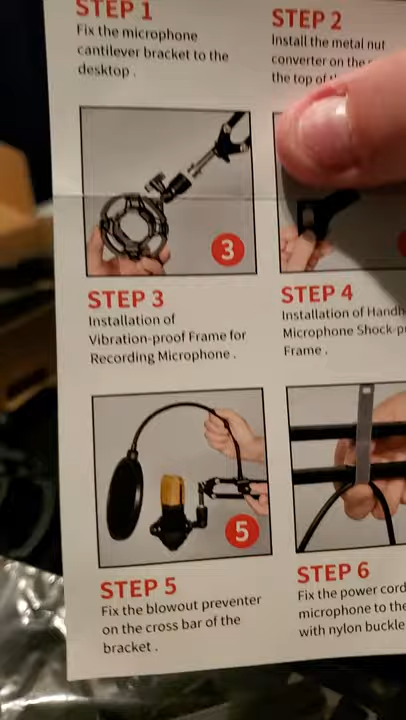 STEP 1
Fix the microphone
cantilever bracket to the
desktop .
STEP 2
Install the metal nut
converter on the
the top of
3
STEP 3
Installation of
Vibration-proof Frame for
Recording Microphone .
STEP 4
Installation of
Microphone
Frame .
5
STEP 5
Fix the blowout preventer
on the cross bar of the
bracket .
STEP 6
Fix the power cord
microphone to the
with nylon buckle